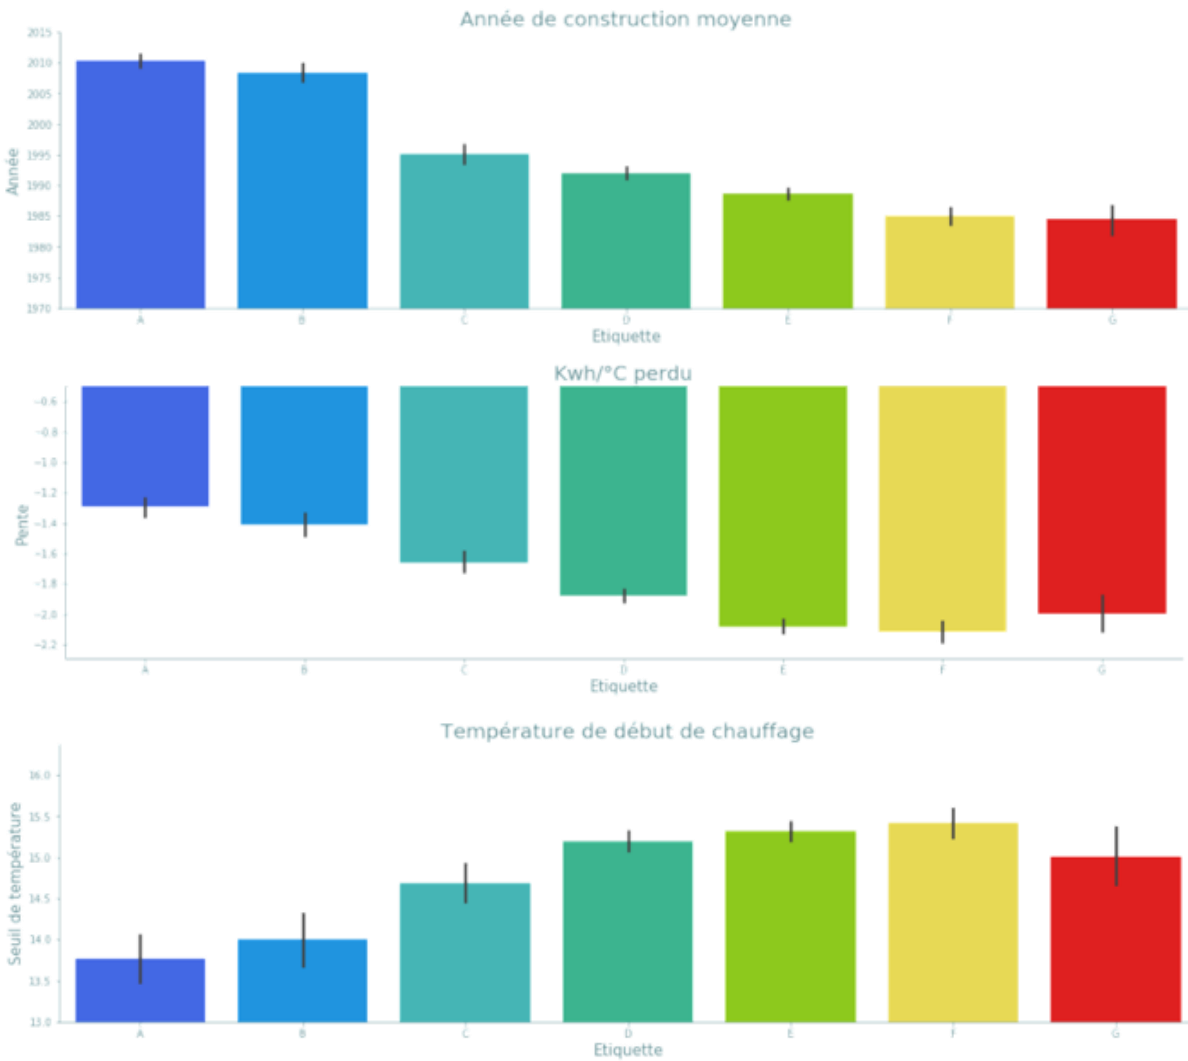 Année de construction moyenne
2015
2010
2005
2000
1995
1990
1985
1980
1975
1970
Année
A B C D E F G
Etiquette
Kwh/°C perdu
−0.6
−0.8
−1.0
−1.2
−1.4
−1.6
−1.8
−2.0
−2.2
Pente
A B C D E F G
Etiquette
Température de début de chauffage
16.0
15.5
15.0
14.5
14.0
13.5
13.0
Seuil de température
A B C D E F G
Etiquette